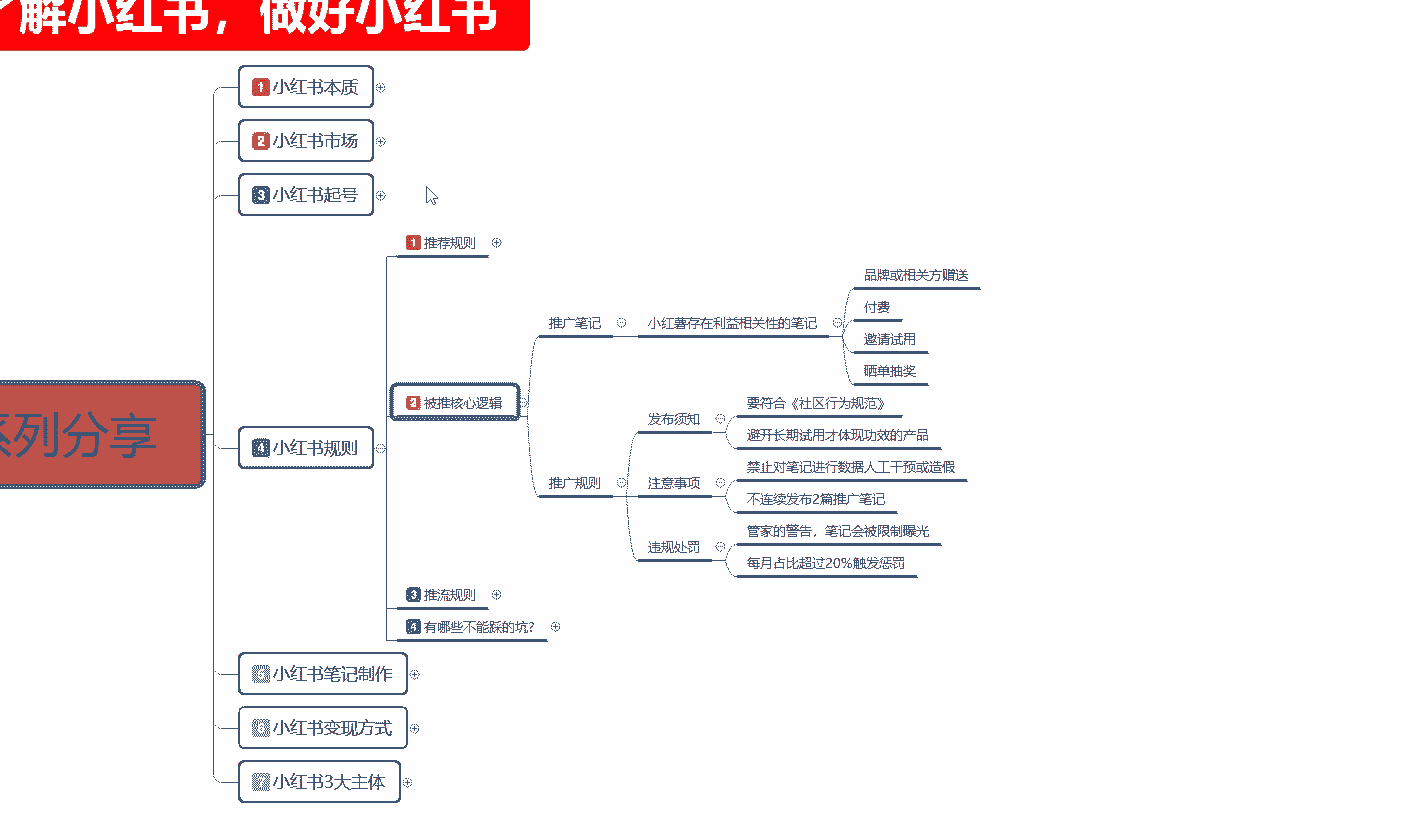 解小红书，做好小红书
1 小红书本质
2 小红书市场
3 小红书起号
系列分享
4 小红书规则
1 推荐规则
2 被推核心逻辑
推广笔记
小红薯存在利益相关性的笔记
品牌或相关方赠送
付费
邀请试用
晒单抽奖
推广规则
发布须知
要符合《社区行为规范》
避开长期试用才体现功效的产品
注意事项
禁止对笔记进行数据人工干预或造假
不连续发布2篇推广笔记
违规处罚
管家的警告，笔记会被限制曝光
每月占比超过20%触发惩罚
3 推流规则
4 有哪些不能踩的坑?
小红书笔记制作
6 小红书变现方式
7 小红书3大主体